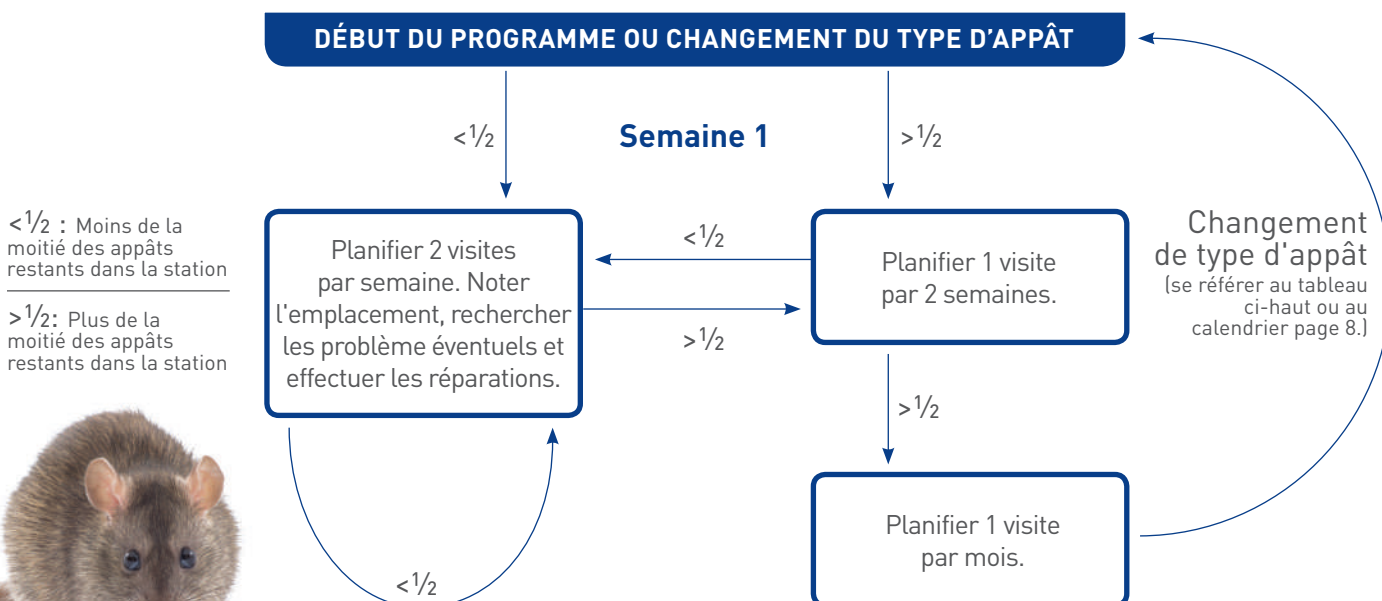 DÉBUT DU PROGRAMME OU CHANGEMENT DU TYPE D'APPÂT
<½
Semaine 1
>½
<½ : Moins de la
moitié des appâts
restants dans la station
>½: Plus de la
moitié des appâts
restants dans la station
Planifier 2 visites
par semaine. Noter
l'emplacement, rechercher
les problème éventuels et
effectuer les réparations.
<½
>½
Planifier 1 visite
par 2 semaines.
Changement
de type d'appât
(se référer au tableau
ci-haut ou au
calendrier page 8.)
>½
Planifier 1 visite
par mois.
<½